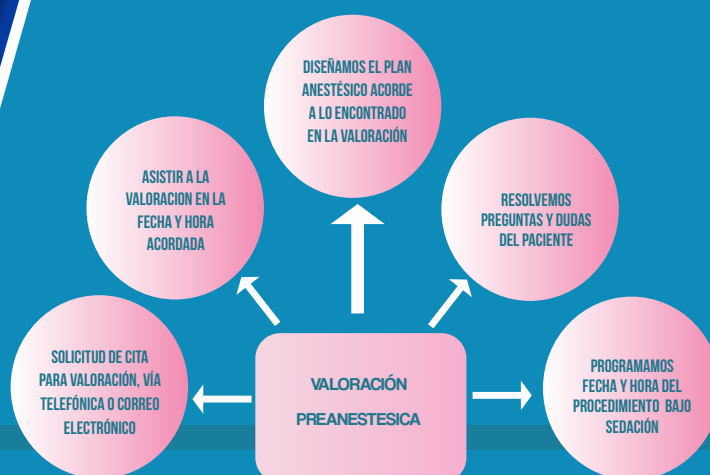 DISEÑAMOS EL PLAN
ANESTÉSICO ACORDE
A LO ENCONTRADO
EN LA VALORACIÓN
ASISTIR A LA
VALORACION EN LA
FECHA Y HORA
ACORDADA
RESOLVEMOS
PREGUNTAS Y DUDAS
DEL PACIENTE
SOLICITUD DE CITA
PARA VALORACIÓN, VÍA
TELEFÓNICA O CORREO
ELECTRÓNICO
VALORACIÓN
PREANESTESICA
PROGRAMAMOS
FECHA Y HORA DEL
PROCEDIMIENTO BAJO
SEDACIÓN